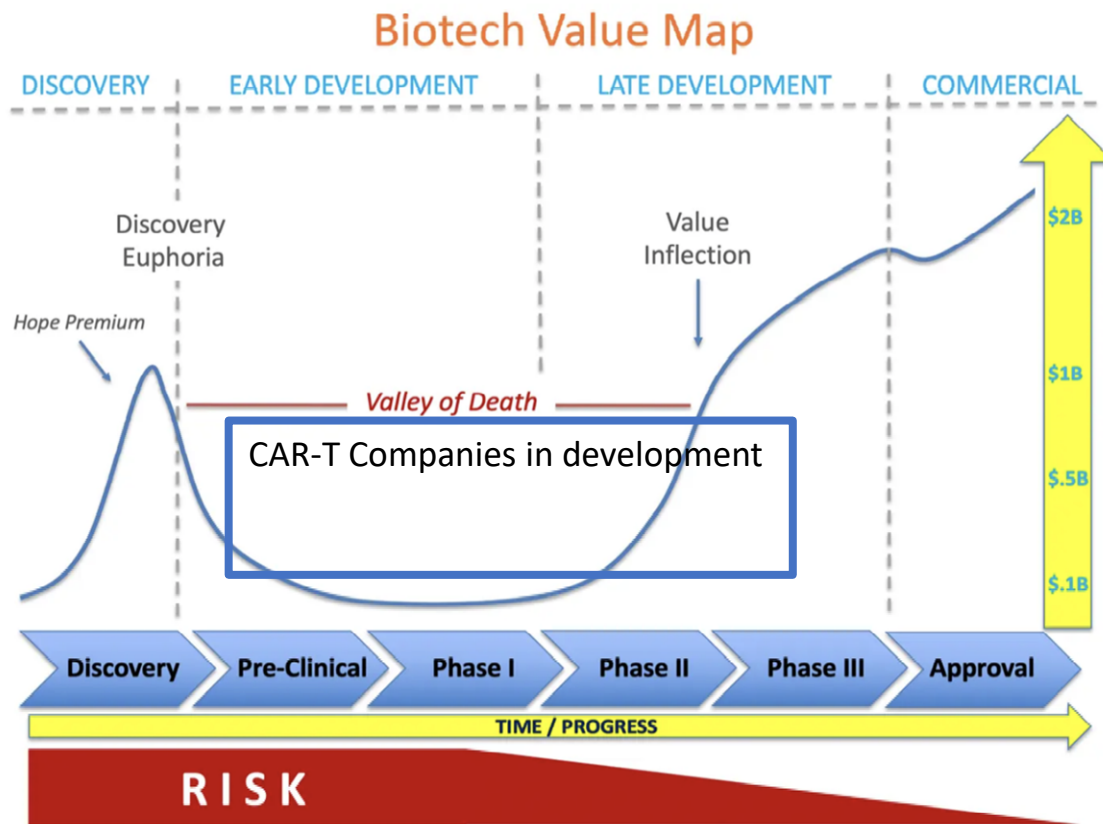 Biotech Value Map
DISCOVERY
EARLY DEVELOPMENT
LATE DEVELOPMENT
COMMERCIAL
Discovery
Euphoria
Value
Inflection
$2B
Hope Premium
$1B
Valley of Death
CAR-T Companies in development
$.5B
$.1B
Discovery
Pre-Clinical
Phase I
Phase II
Phase III
Approval
TIME / PROGRESS
RISK